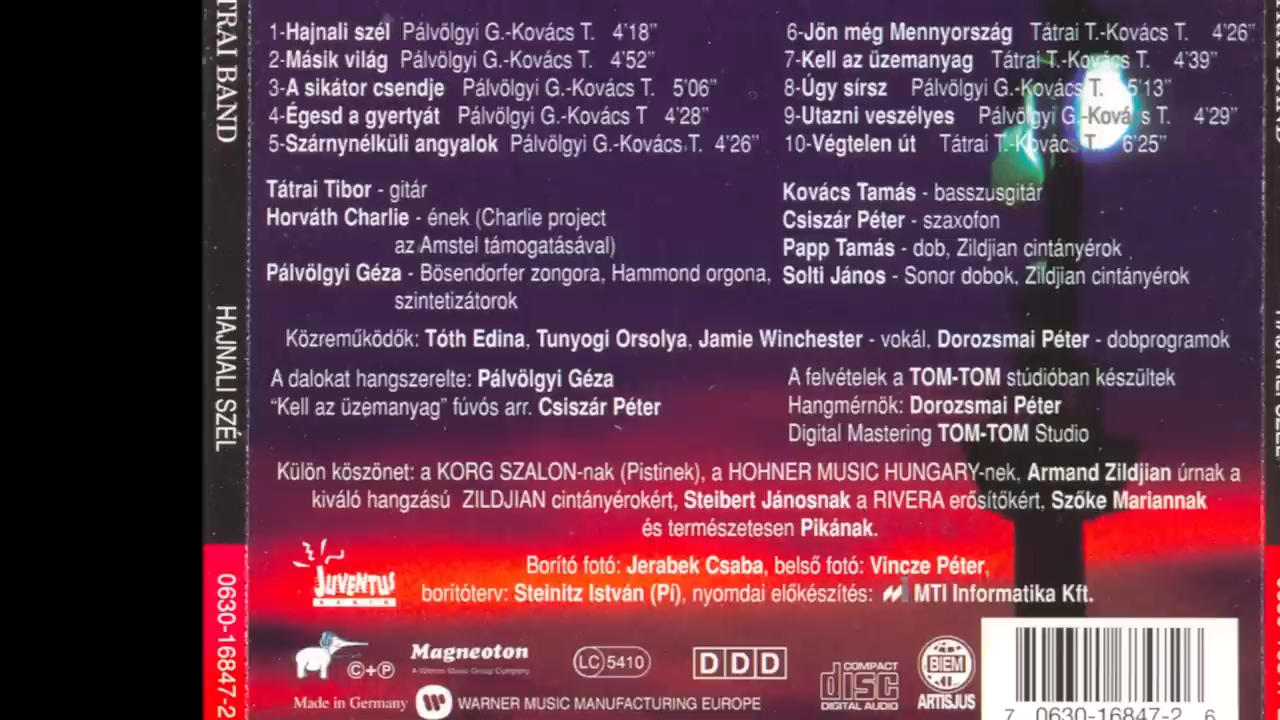 TRAI BAND
HAJNALI SZÉL
0630-16847-2
1-Hajnali szél Pálvölgyi G.-Kovács T. 4'18"
2-Másik világ Pálvölgyi G.-Kovács T. 4'52"
3-A sikátor csendje Pálvölgyi G.-Kovács T. 5'06"
4-Égesd a gyertyát Pálvölgyi G.-Kovács T 4'28"
5-Szárnynélküli angyalok Pálvölgyi G.-Kovács T. 4'26"
6-Jön még Mennyország Tátrai T.-Kovács T. 4'26"
7-Kell az üzemanyag Tátrai T.-Kovács T. 4'39"
8-Úgy sírsz Pálvölgyi G.-Kovács T. 5'13"
9-Utazni veszélyes Pálvölgyi G.-Kovács T. 4'29"
10-Végtelen út Tátrai T.-Kovács T. 6'25"
Tátrai Tibor - gitár
Horváth Charlie - ének (Charlie project
az Amstel támogatásával)
Pálvölgyi Géza - Bösendorfer zongora, Hammond orgona,
szintetizátorok
Kovács Tamás - basszusgitár
Csiszár Péter - szaxofon
Papp Tamás - dob, Zildjian cintányérok
Solti János - Sonor dobok, Zildjian cintányérok
Közreműködők: Tóth Edina, Tunyogi Orsolya, Jamie Winchester - vokál, Dorozsmai Péter - dobprogramok
A dalokat hangszerelte: Pálvölgyi Géza
"Kell az üzemanyag" fúvós arr. Csiszár Péter
A felvételek a TOM-TOM stúdióban készültek
Hangmérnök: Dorozsmai Péter
Digital Mastering TOM-TOM Studio
Külön köszönet: a KORG SZALON-nak (Pistinek), a HOHNER MUSIC HUNGARY-nek, Armand Zildjian úrnak a
kiváló hangzású ZILDJIAN cintányérokért, Steibert Jánosnak a RIVERA erősítőkért, Szőke Mariannak
és természetesen Pikának.
Borító fotó: Jerabek Csaba, belső fotó: Vincze Péter,
borítóterv: Steinitz István (Pí), nyomdai előkészítés: MTI Informatika Kft.
JUVENTUS
RÁDIÓ
©+℗
Magneoton
A Warner Music Group Company
LC 5410
DDD
COMPACT
disc
DIGITAL AUDIO
BIEM
ARTISJUS
Made in Germany
WARNER MUSIC MANUFACTURING EUROPE
7 0630-16847-2 6